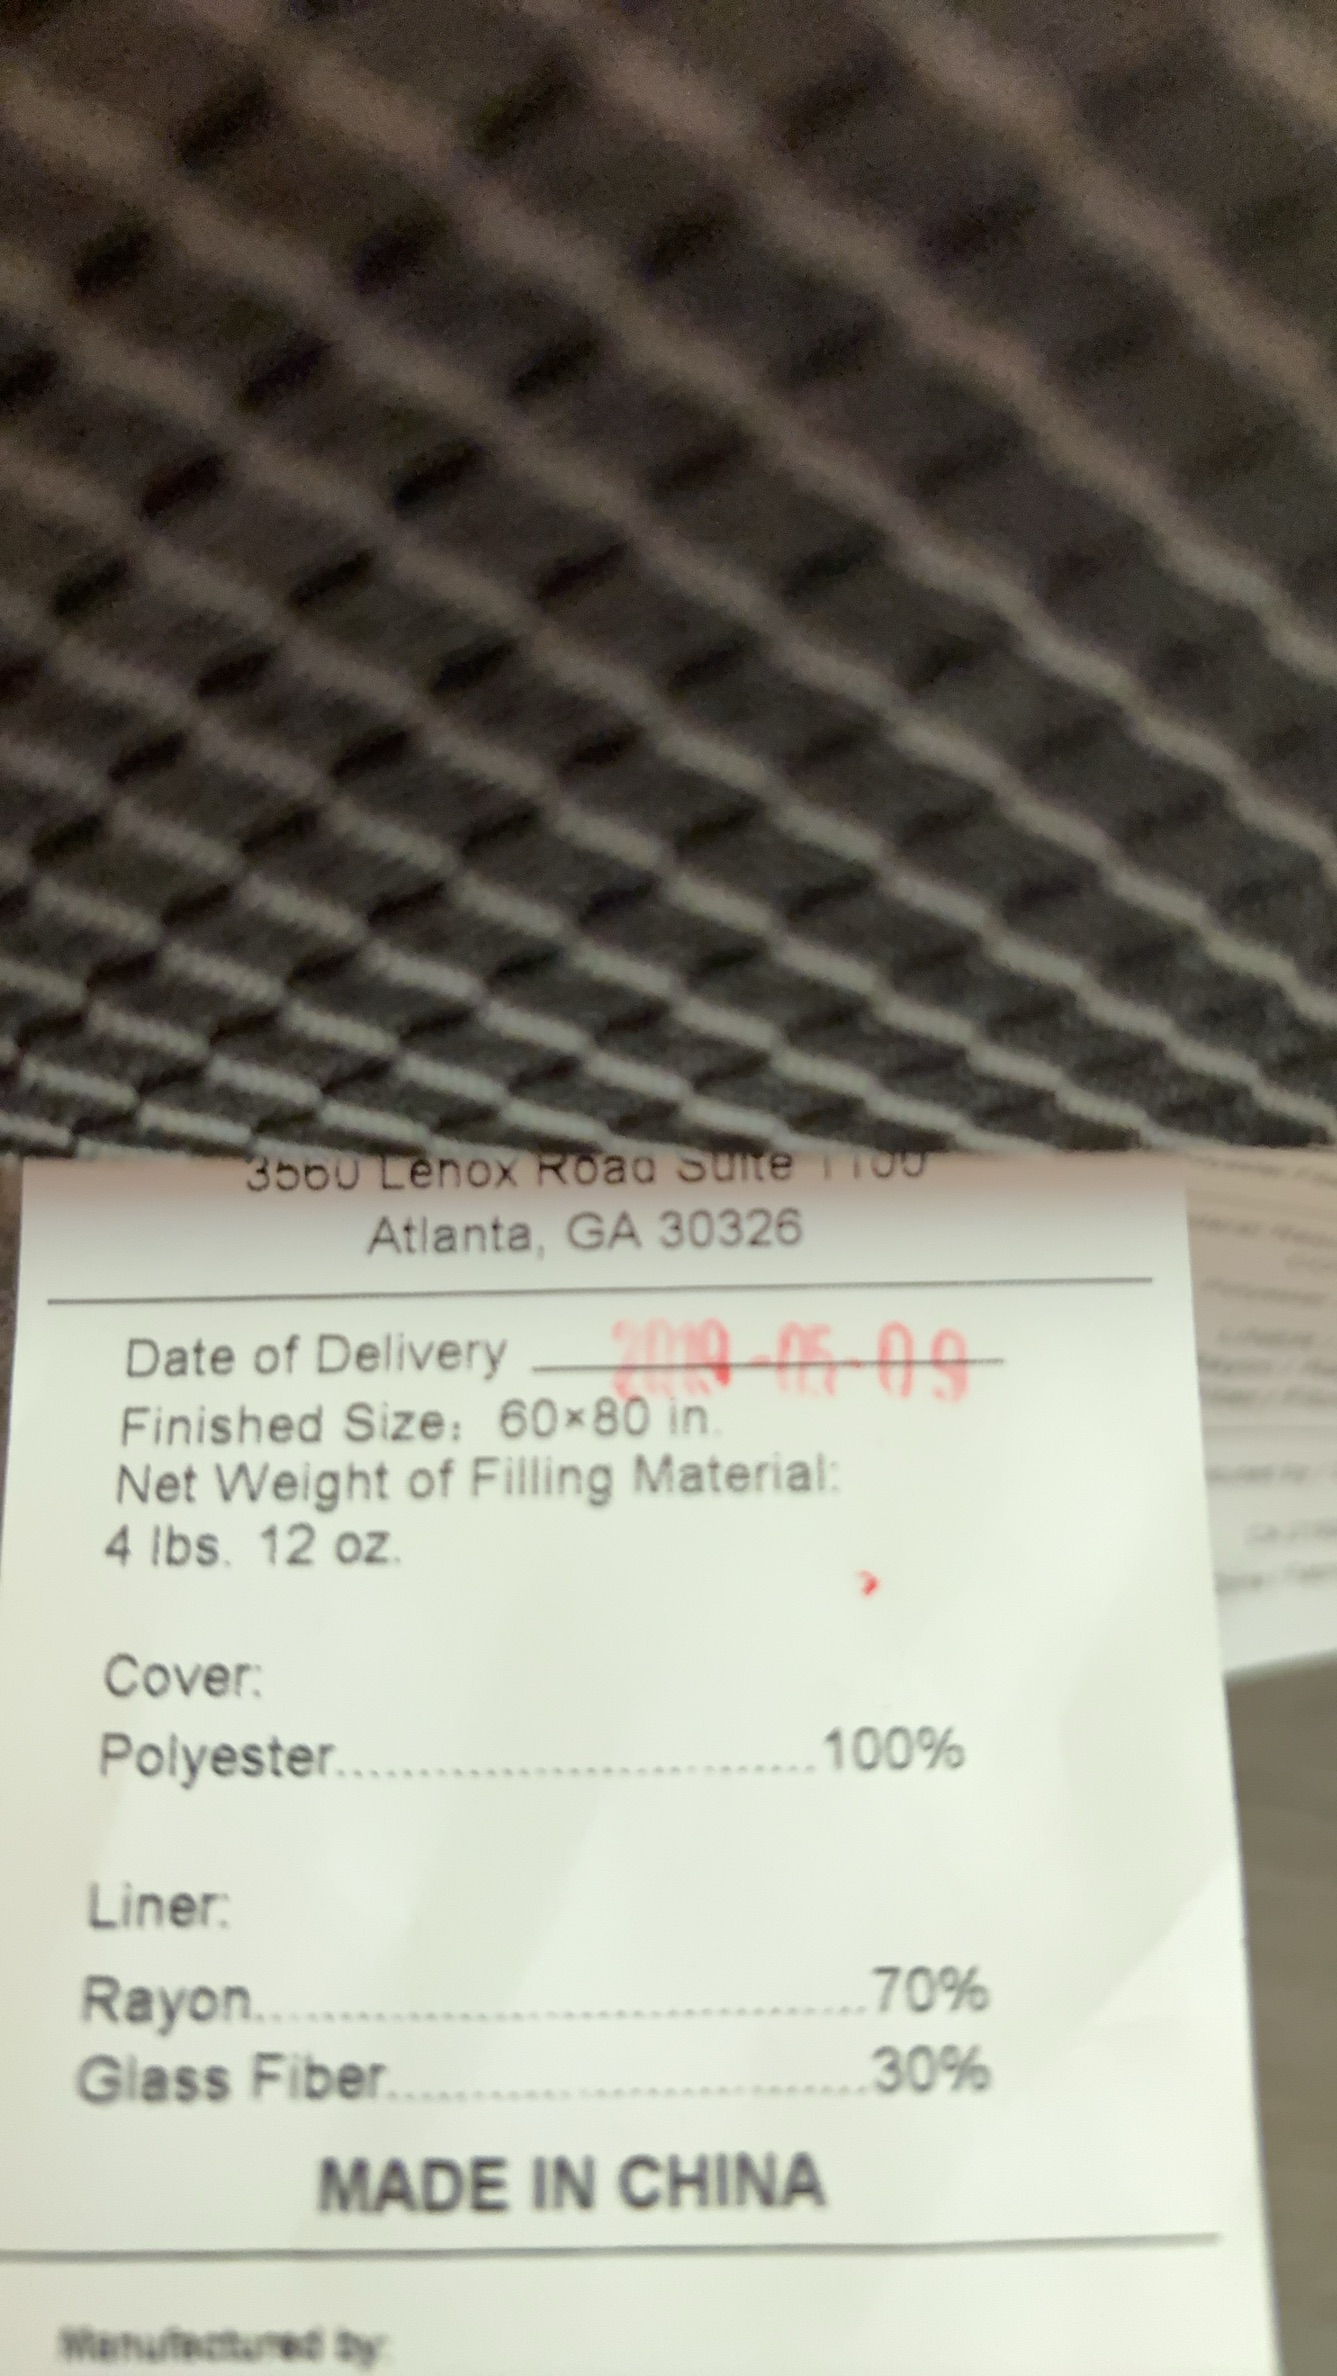 3560 Lenox Road Suite 1100
Atlanta, GA 30326
Date of Delivery 2019-05-09
Finished Size: 60×80 in.
Net Weight of Filling Material:
4 lbs. 12 oz.
Cover:
Polyester..............................100%
Liner:
Rayon......................................70%
Glass Fiber..............................30%
MADE IN CHINA
Manufactured by: